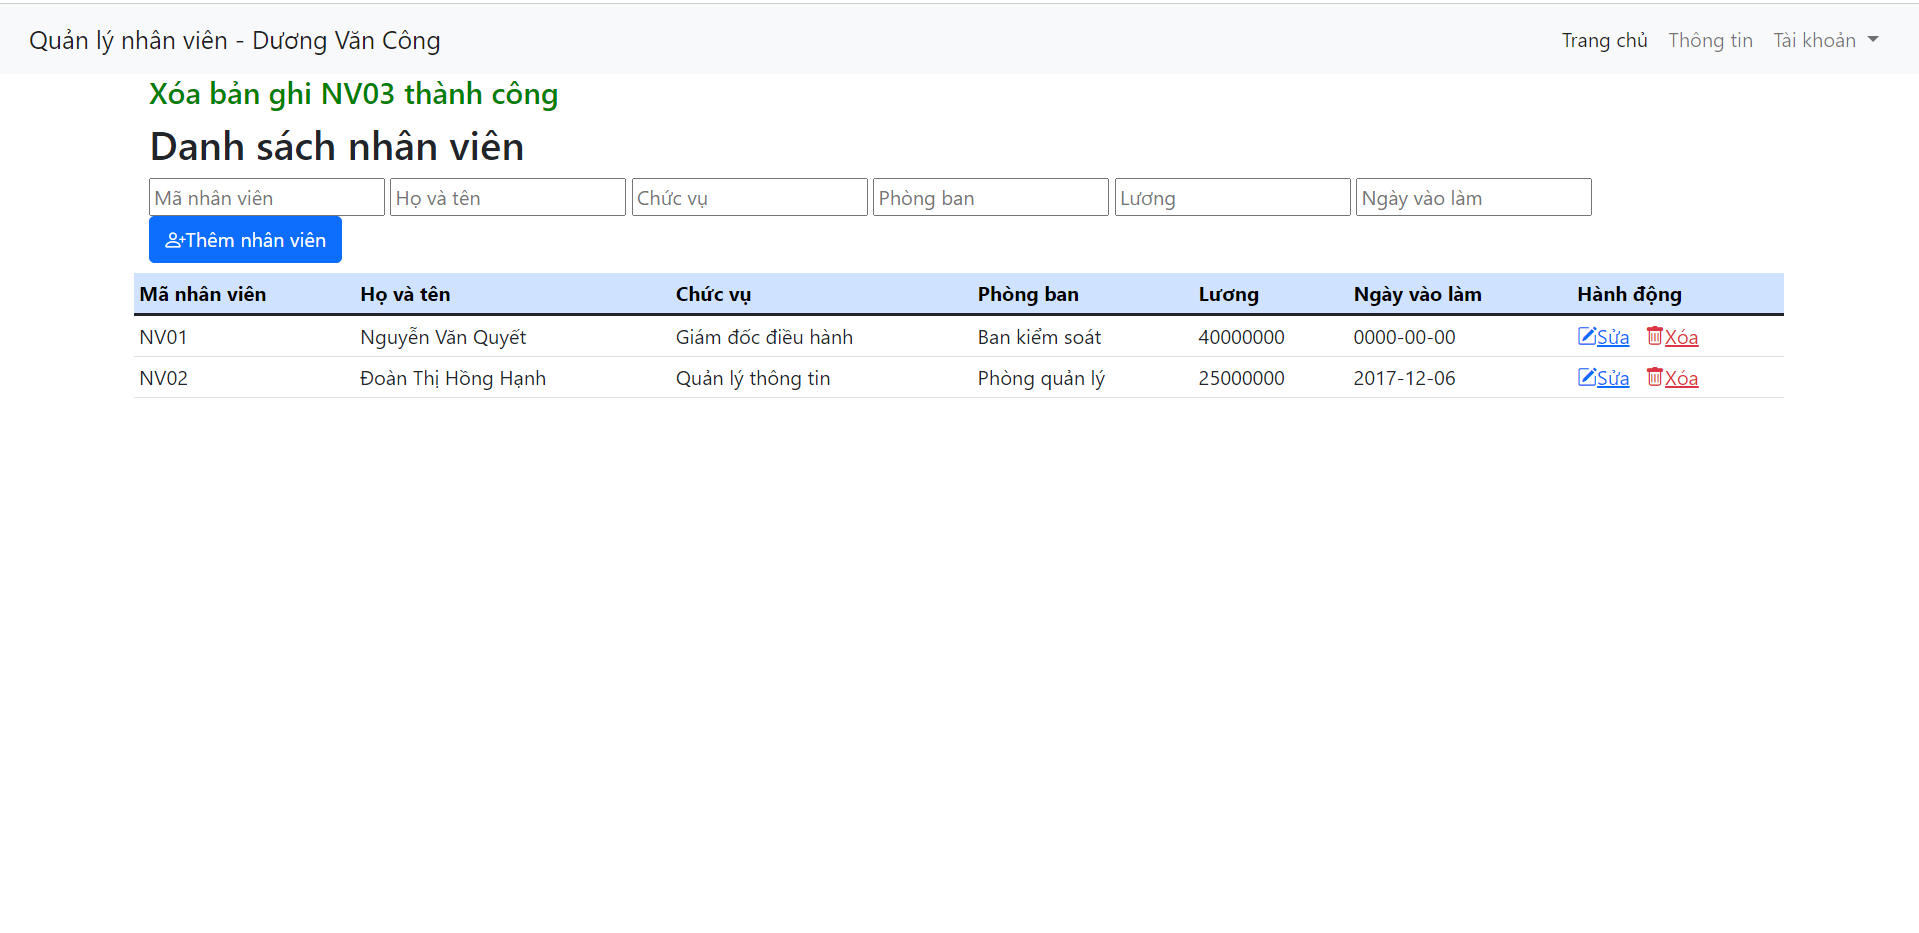 Quản lý nhân viên - Dương Văn Công Trang chủ Thông tin Tài khoản
Xóa bản ghi NV03 thành công
Danh sách nhân viên
Mã nhân viên Họ và tên Chức vụ Phòng ban Lương Ngày vào làm
Thêm nhân viên
Mã nhân viên Họ và tên Chức vụ Phòng ban Lương Ngày vào làm Hành động
NV01 Nguyễn Văn Quyết Giám đốc điều hành Ban kiểm soát 40000000 0000-00-00 Sửa Xóa
NV02 Đoàn Thị Hồng Hạnh Quản lý thông tin Phòng quản lý 25000000 2017-12-06 Sửa Xóa